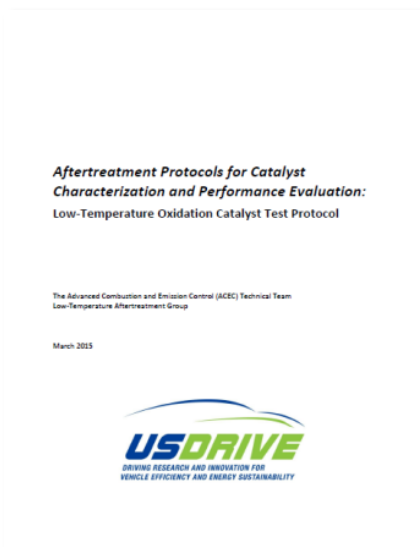 Aftertreatment Protocols for Catalyst
Characterization and Performance Evaluation:
Low-Temperature Oxidation Catalyst Test Protocol
The Advanced Combustion and Emission Control (ACEC) Technical Team
Low-Temperature Aftertreatment Group
March 2015
USDRIVE
DRIVING RESEARCH AND INNOVATION FOR
VEHICLE EFFICIENCY AND ENERGY SUSTAINABILITY